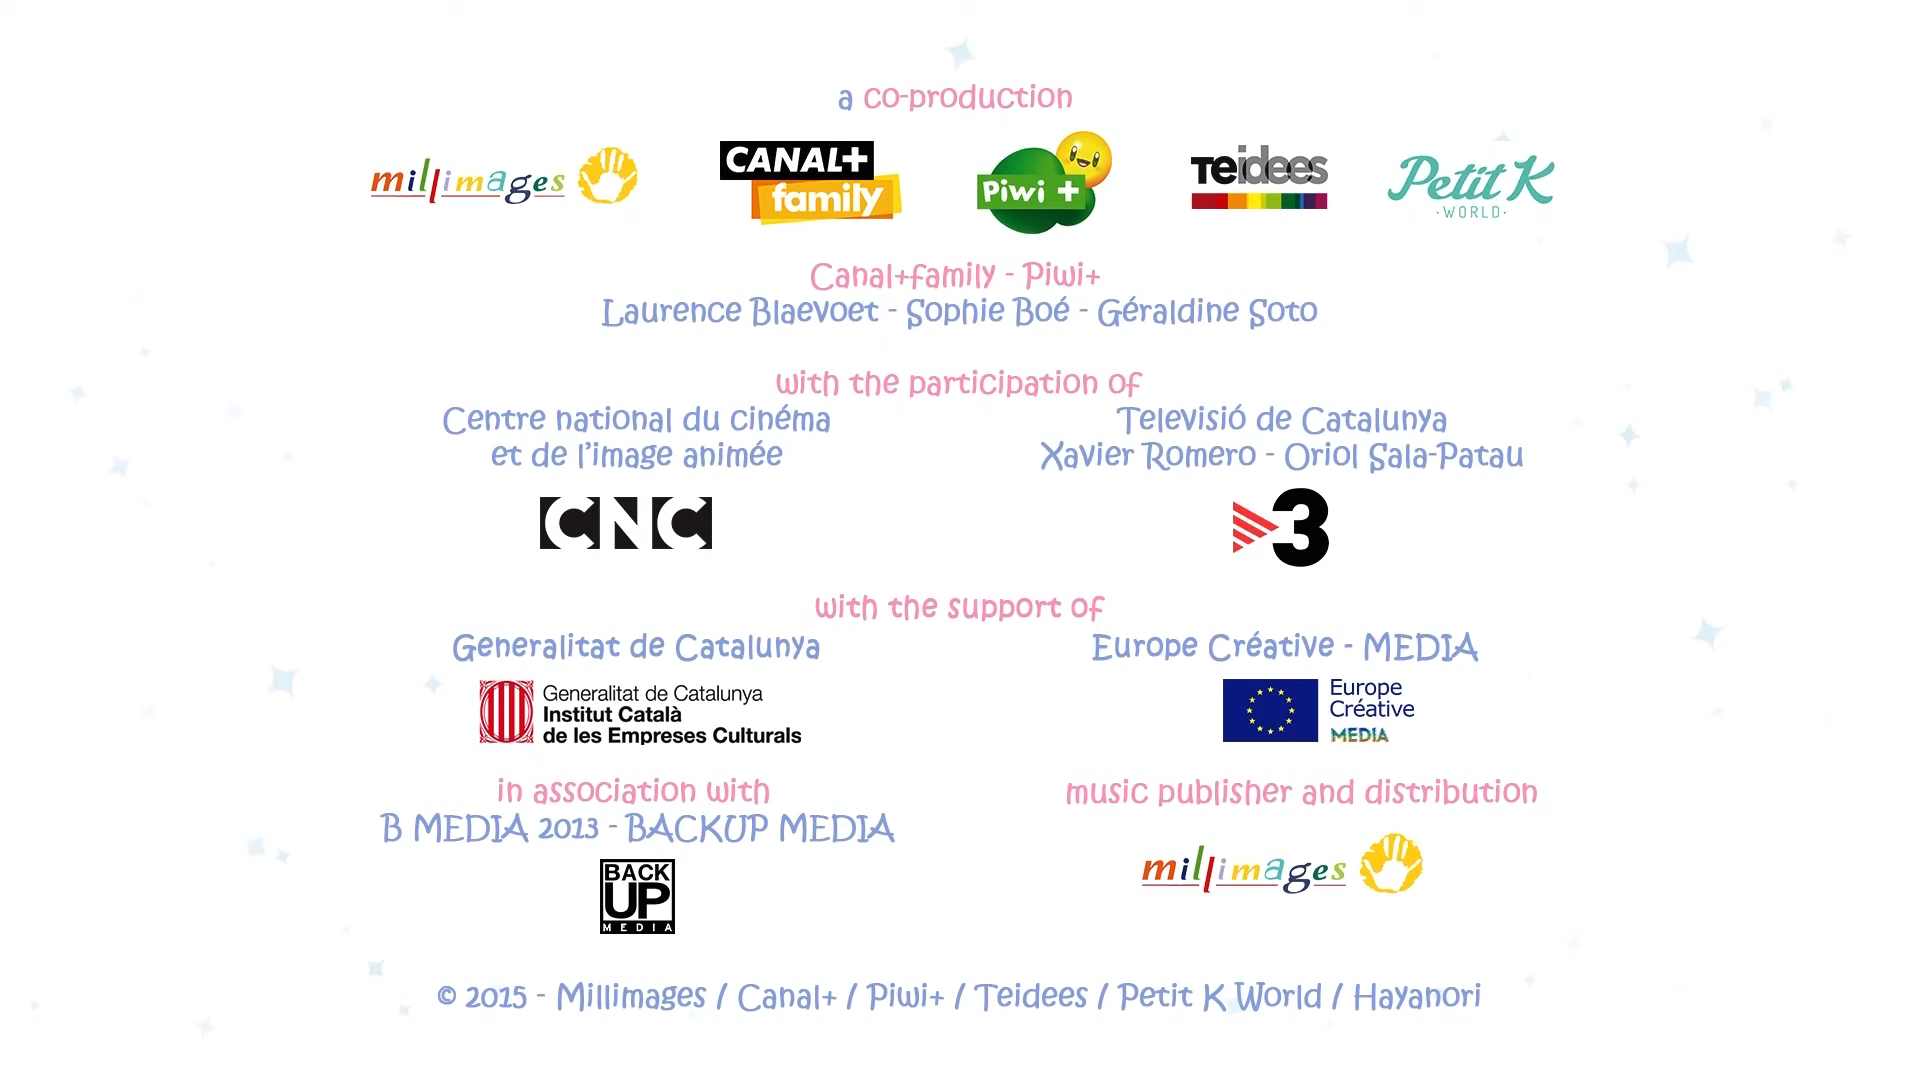 a co-production
millimages
CANAL+
family
Piwi +
TEidees
Petit K
·WORLD·
Canal+family - Piwi+
Laurence Blaevoet - Sophie Boé - Géraldine Soto
with the participation of
Centre national du cinéma
et de l'image animée
CNC
Televisió de Catalunya
Xavier Romero - Oriol Sala-Patau
3
with the support of
Generalitat de Catalunya
Generalitat de Catalunya
Institut Català
de les Empreses Culturals
Europe Créative - MEDIA
Europe
Créative
MEDIA
in association with
B MEDIA 2013 - BACKUP MEDIA
BACK
UP
MEDIA
music publisher and distribution
millimages
© 2015 - Millimages / Canal+ / Piwi+ / Teidees / Petit K World / Hayanori